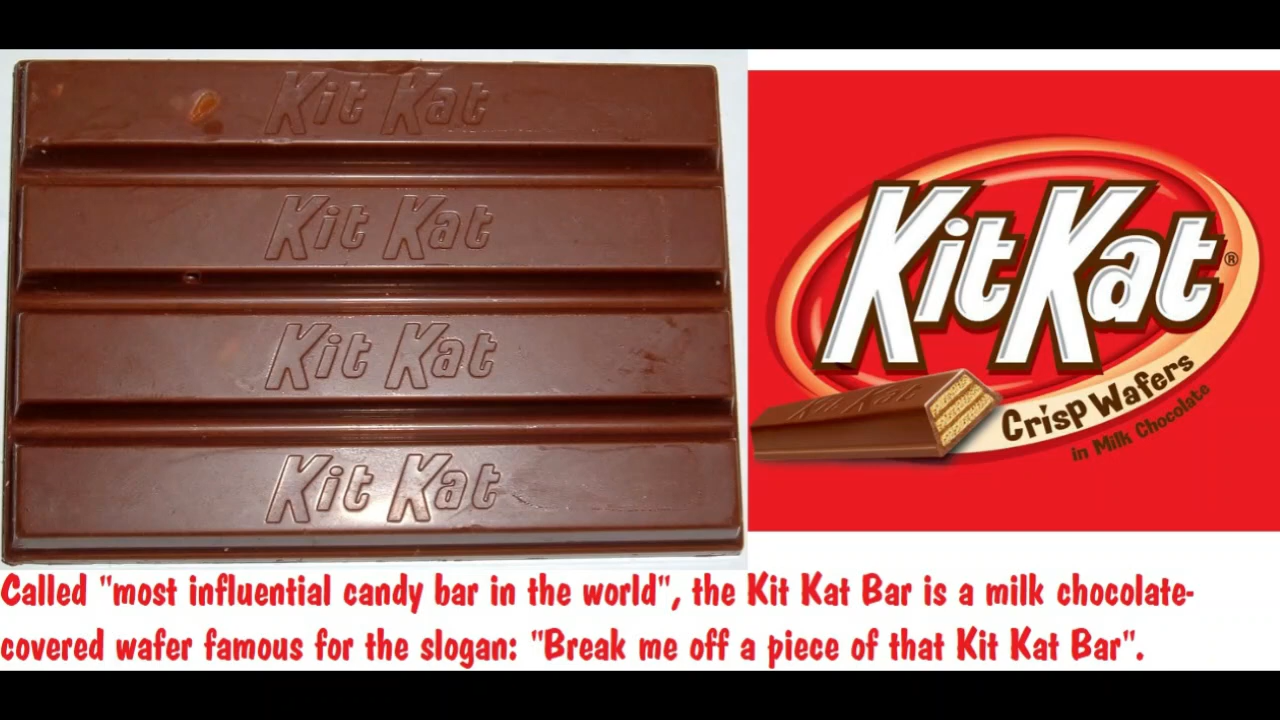 Kit Kat
Kit Kat
Kit Kat
Kit Kat
KitKat®
Kit Kat
Crisp Wafers
in Milk Chocolate
Called "most influential candy bar in the world", the Kit Kat Bar is a milk chocolate-
covered wafer famous for the slogan: "Break me off a piece of that Kit Kat Bar".